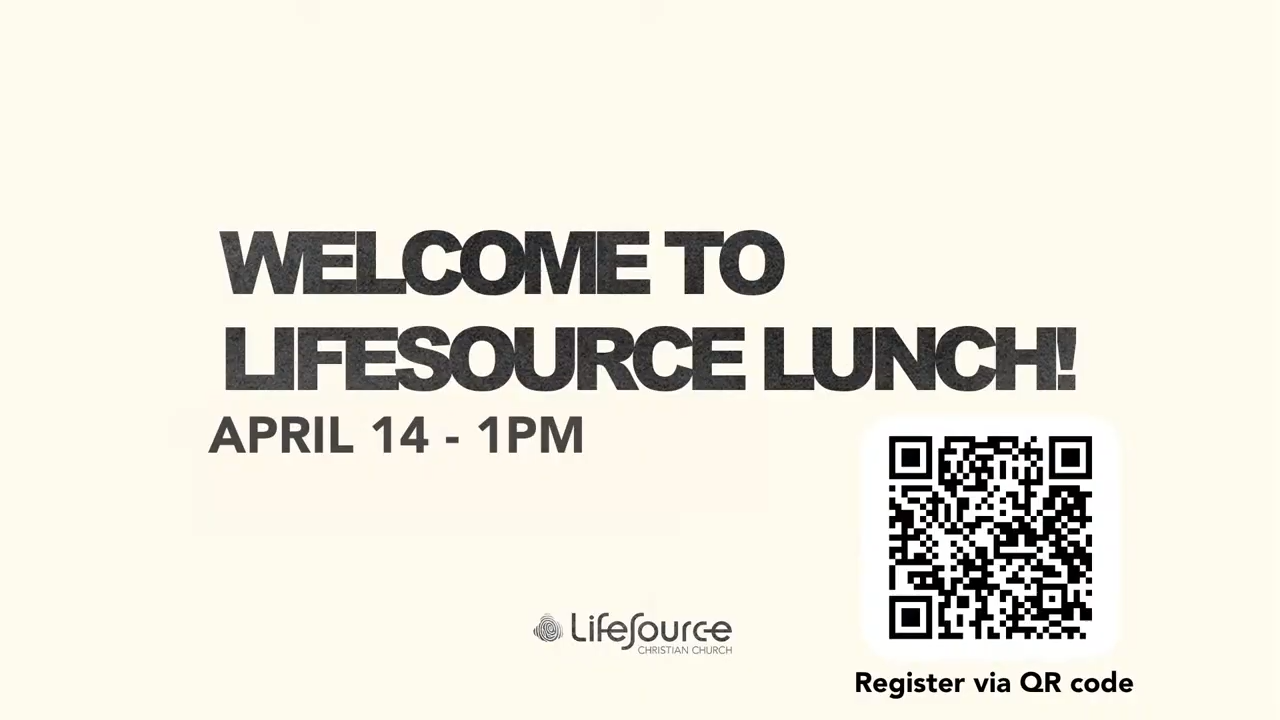 WELCOME TO
LIFESOURCE LUNCH!
APRIL 14 - 1PM
LifeSource
CHRISTIAN CHURCH
Register via QR code